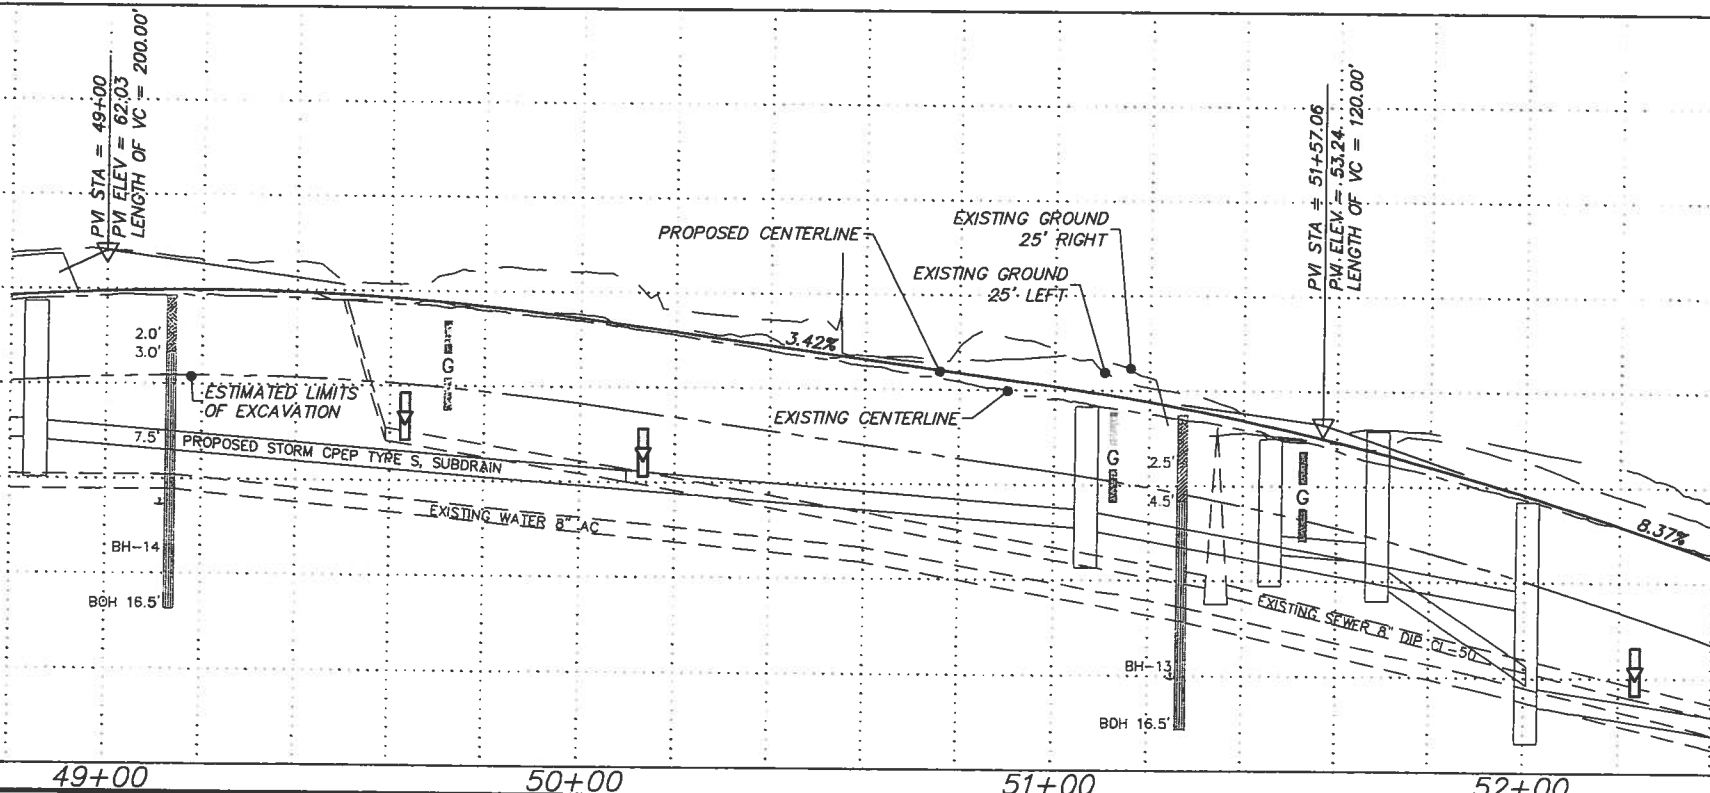 PVI STA = 49+00
PVI ELEV = 62.03
LENGTH OF VC = 200.00'
PVI STA = 51+57.06
PVI ELEV = 53.24
LENGTH OF VC = 120.00'
EXISTING GROUND
25' RIGHT
PROPOSED CENTERLINE
EXISTING GROUND
25' LEFT
3.42%
2.0'
3.0'
G
ESTIMATED LIMITS
OF EXCAVATION
EXISTING CENTERLINE
7.5'
PROPOSED STORM CPEP TYPE S, SUBDRAIN
G
2.5'
4.5'
G
EXISTING WATER 8" AC
8.37%
BH-14
BOH 16.5'
EXISTING SEWER 8" DIP CL=50
BH-13
BOH 16.5'
49+00
50+00
51+00
52+00